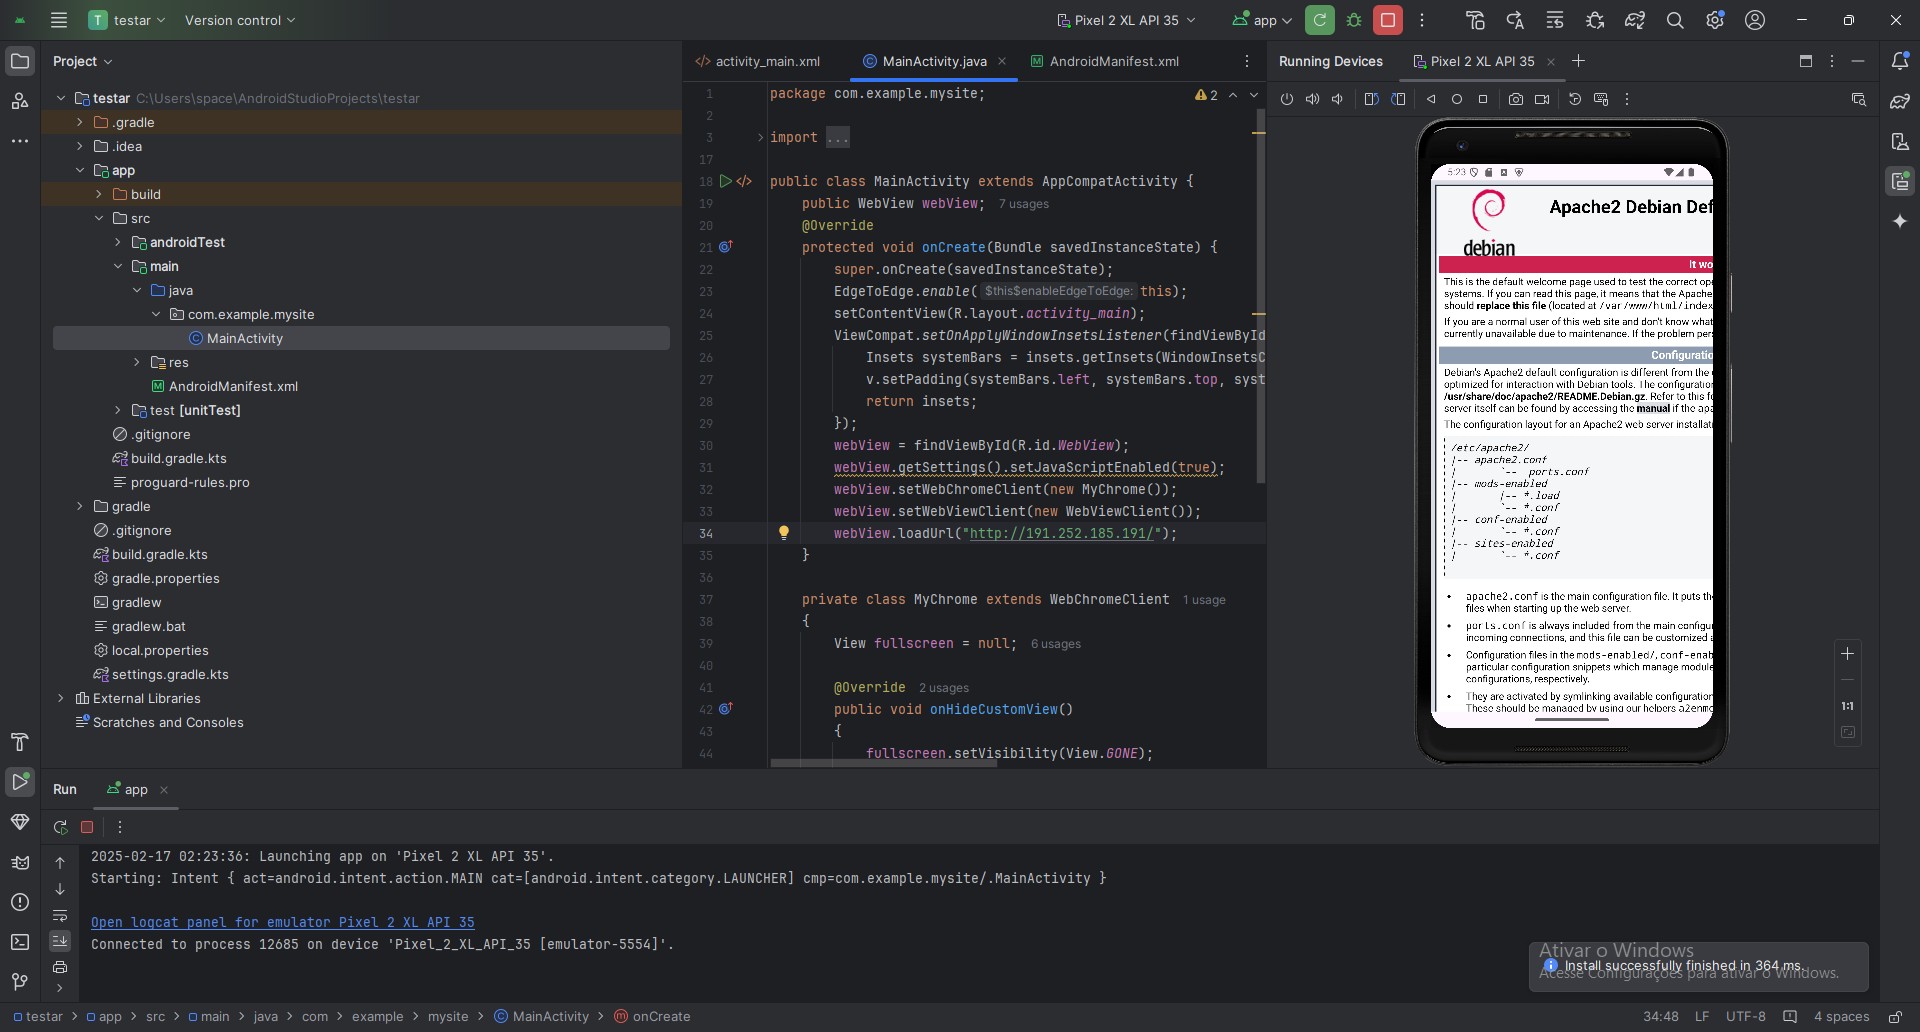 T testar Version control Pixel 2 XL API 35 app
Project
testar C:\Users\space\AndroidStudioProjects\testar
.gradle
.idea
app
build
src
androidTest
main
java
com.example.mysite
MainActivity
res
AndroidManifest.xml
test [unitTest]
.gitignore
build.gradle.kts
proguard-rules.pro
gradle
.gitignore
build.gradle.kts
gradle.properties
gradlew
gradlew.bat
local.properties
settings.gradle.kts
External Libraries
Scratches and Consoles
activity_main.xml MainActivity.java AndroidManifest.xml
2
1 package com.example.mysite;
2
3 import ...
17
18 public class MainActivity extends AppCompatActivity {
19 public WebView webView; 7 usages
20 @Override
21 protected void onCreate(Bundle savedInstanceState) {
22 super.onCreate(savedInstanceState);
23 EdgeToEdge.enable( $this$enableEdgeToEdge: this);
24 setContentView(R.layout.activity_main);
25 ViewCompat.setOnApplyWindowInsetsListener(findViewById
26 Insets systemBars = insets.getInsets(WindowInsetsC
27 v.setPadding(systemBars.left, systemBars.top, syst
28 return insets;
29 });
30 webView = findViewById(R.id.WebView);
31 webView.getSettings().setJavaScriptEnabled(true);
32 webView.setWebChromeClient(new MyChrome());
33 webView.setWebViewClient(new WebViewClient());
34 webView.loadUrl("http://191.252.185.191/");
35 }
36
37 private class MyChrome extends WebChromeClient 1 usage
38 {
39 View fullscreen = null; 6 usages
40
41 @Override 2 usages
42 public void onHideCustomView()
43 {
44 fullscreen.setVisibility(View.GONE);
Running Devices Pixel 2 XL API 35
5:23
debian
Apache2 Debian Def
It wo
This is the default welcome page used to test the correct ope
systems. If you can read this page, it means that the Apache
should replace this file (located at /var/www/html/index
If you are a normal user of this web site and don't know what
currently unavailable due to maintenance. If the problem pers
Configuratio
Debian's Apache2 default configuration is different from the
optimized for interaction with Debian tools. The configuration
/usr/share/doc/apache2/README.Debian.gz. Refer to this fo
server itself can be found by accessing the manual if the apa
The configuration layout for an Apache2 web server installati
/etc/apache2/
|-- apache2.conf
| `-- ports.conf
|-- mods-enabled
| |-- *.load
| `-- *.conf
|-- conf-enabled
| `-- *.conf
|-- sites-enabled
| `-- *.conf
• apache2.conf is the main configuration file. It puts the
files when starting up the web server.
• ports.conf is always included from the main configur
incoming connections, and this file can be customized a
• Configuration files in the mods-enabled/, conf-enab
particular configuration snippets which manage module
configurations, respectively.
• They are activated by symlinking available configuration
These should be managed by using our helpers a2enmo
1:1
Run app
2025-02-17 02:23:36: Launching app on 'Pixel 2 XL API 35'.
Starting: Intent { act=android.intent.action.MAIN cat=[android.intent.category.LAUNCHER] cmp=com.example.mysite/.MainActivity }
Open logcat panel for emulator Pixel 2 XL API 35
Connected to process 12685 on device 'Pixel_2_XL_API_35 [emulator-5554]'.
Ativar o Windows
Install successfully finished in 364 ms.
Acesse Configurações para ativar o Windows.
testar > app > src > main > java > com > example > mysite > MainActivity > onCreate
34:48 LF UTF-8 4 spaces